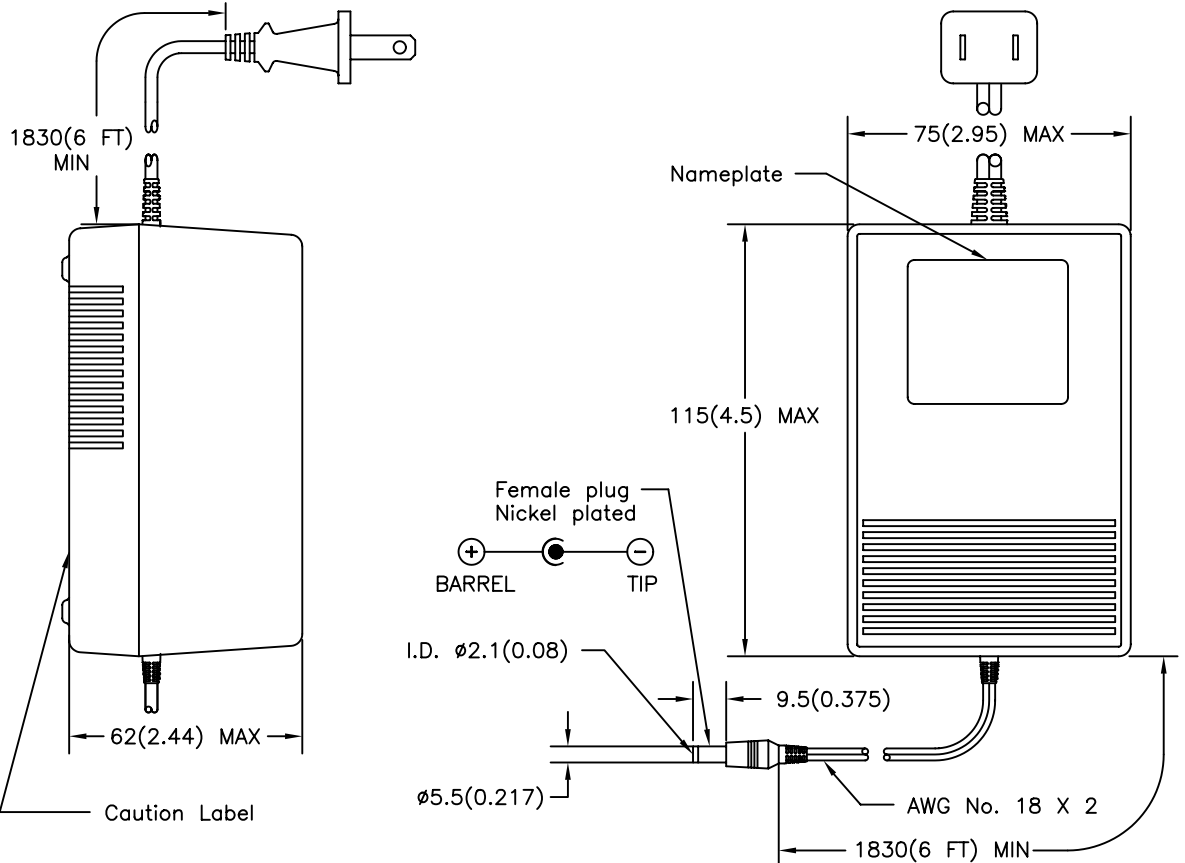 1830(6 FT)
MIN
75(2.95) MAX
Nameplate
115(4.5) MAX
Female plug
Nickel plated
+
−
BARREL
TIP
I.D. ø2.1(0.08)
9.5(0.375)
62(2.44) MAX
ø5.5(0.217)
Caution Label
AWG No. 18 X 2
1830(6 FT) MIN